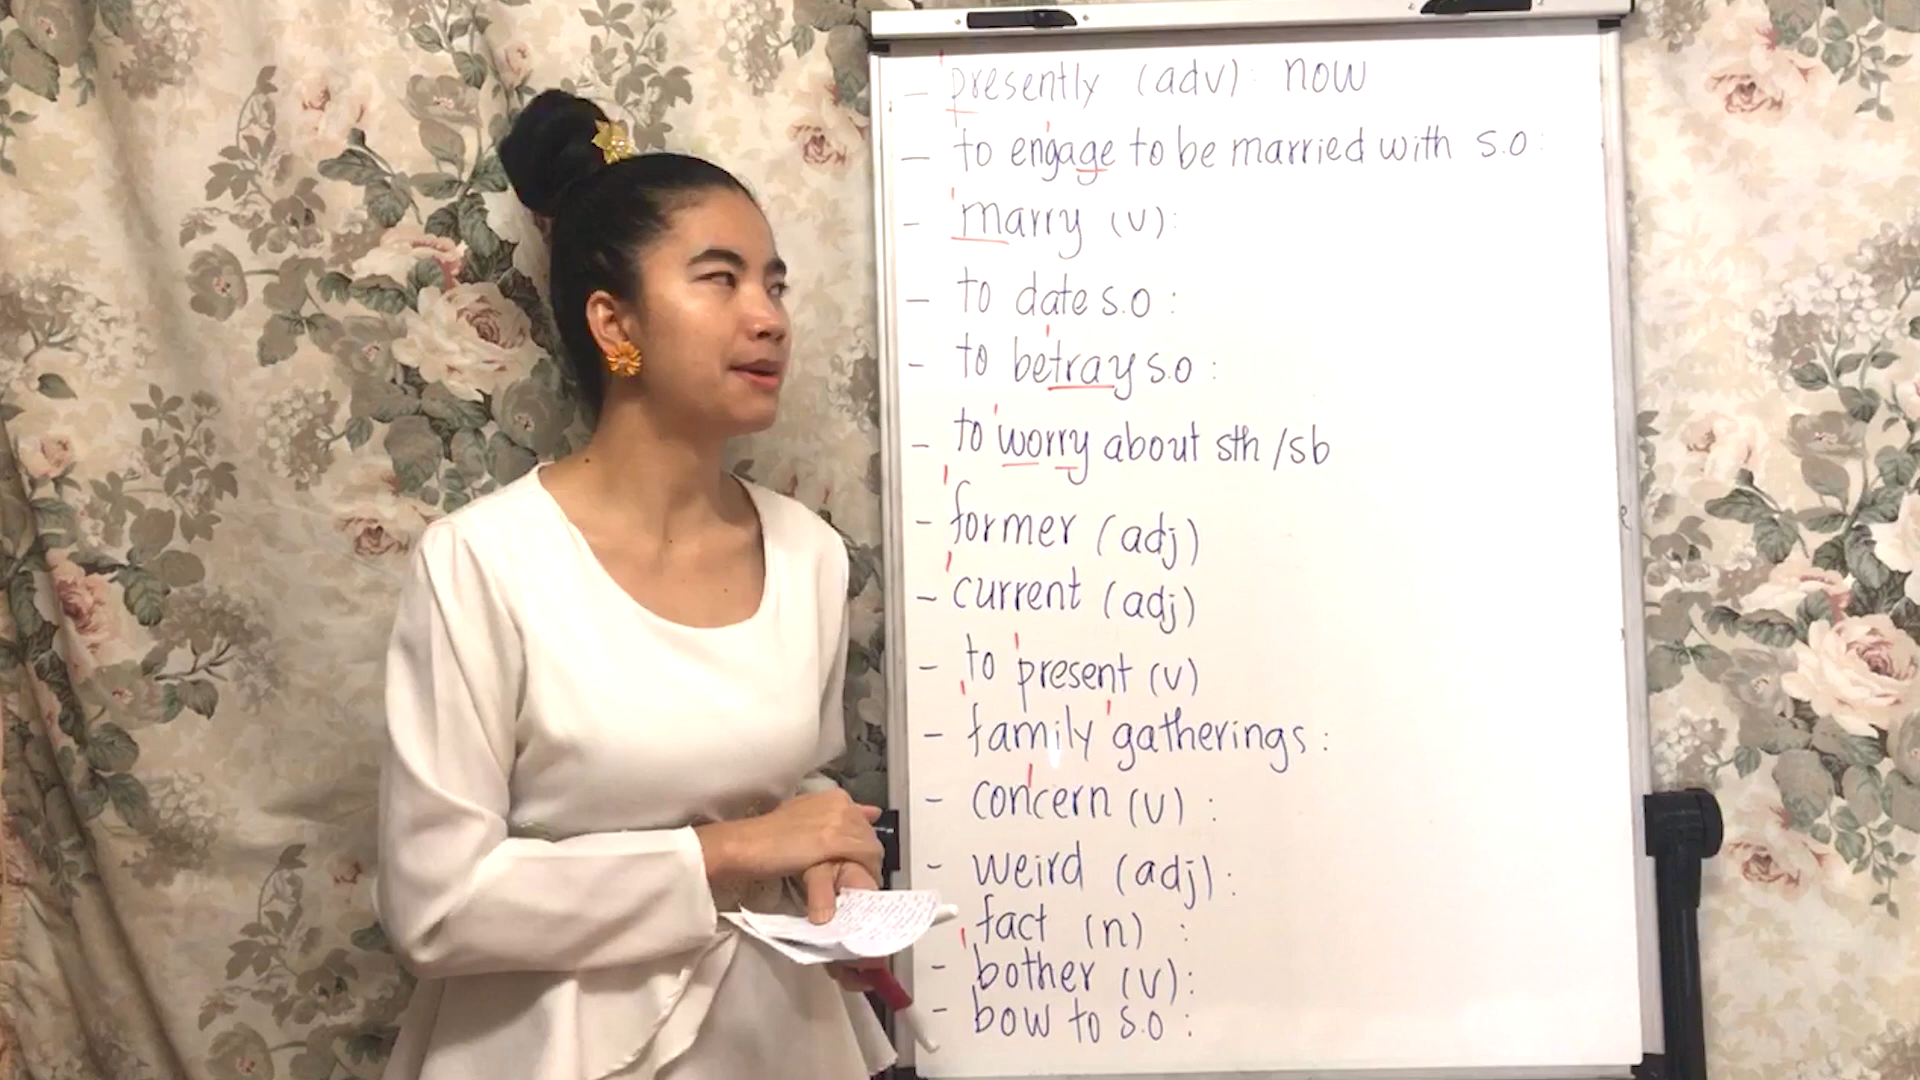 - presently (adv): now
- to engage to be married with s.o:
- marry (v):
- to date s.o :
- to betray s.o :
- to worry about sth /sb
- former (adj)
- current (adj)
- to present (v)
- family gatherings :
- concern (v) :
- weird (adj) :
fact (n) :
- bother (v) :
- bow to s.o :